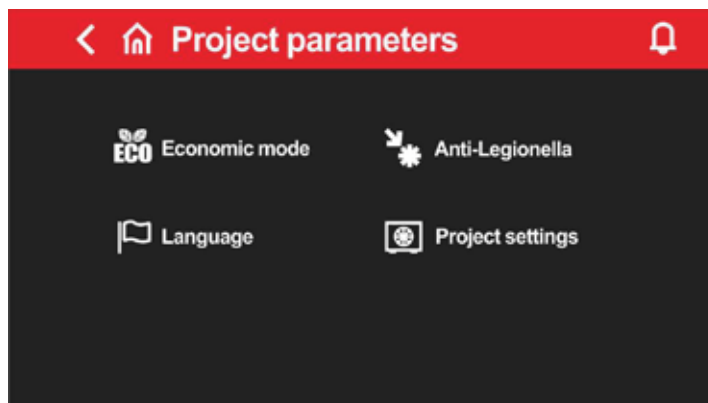 Project parameters
ECO Economic mode
Anti-Legionella
Language
Project settings